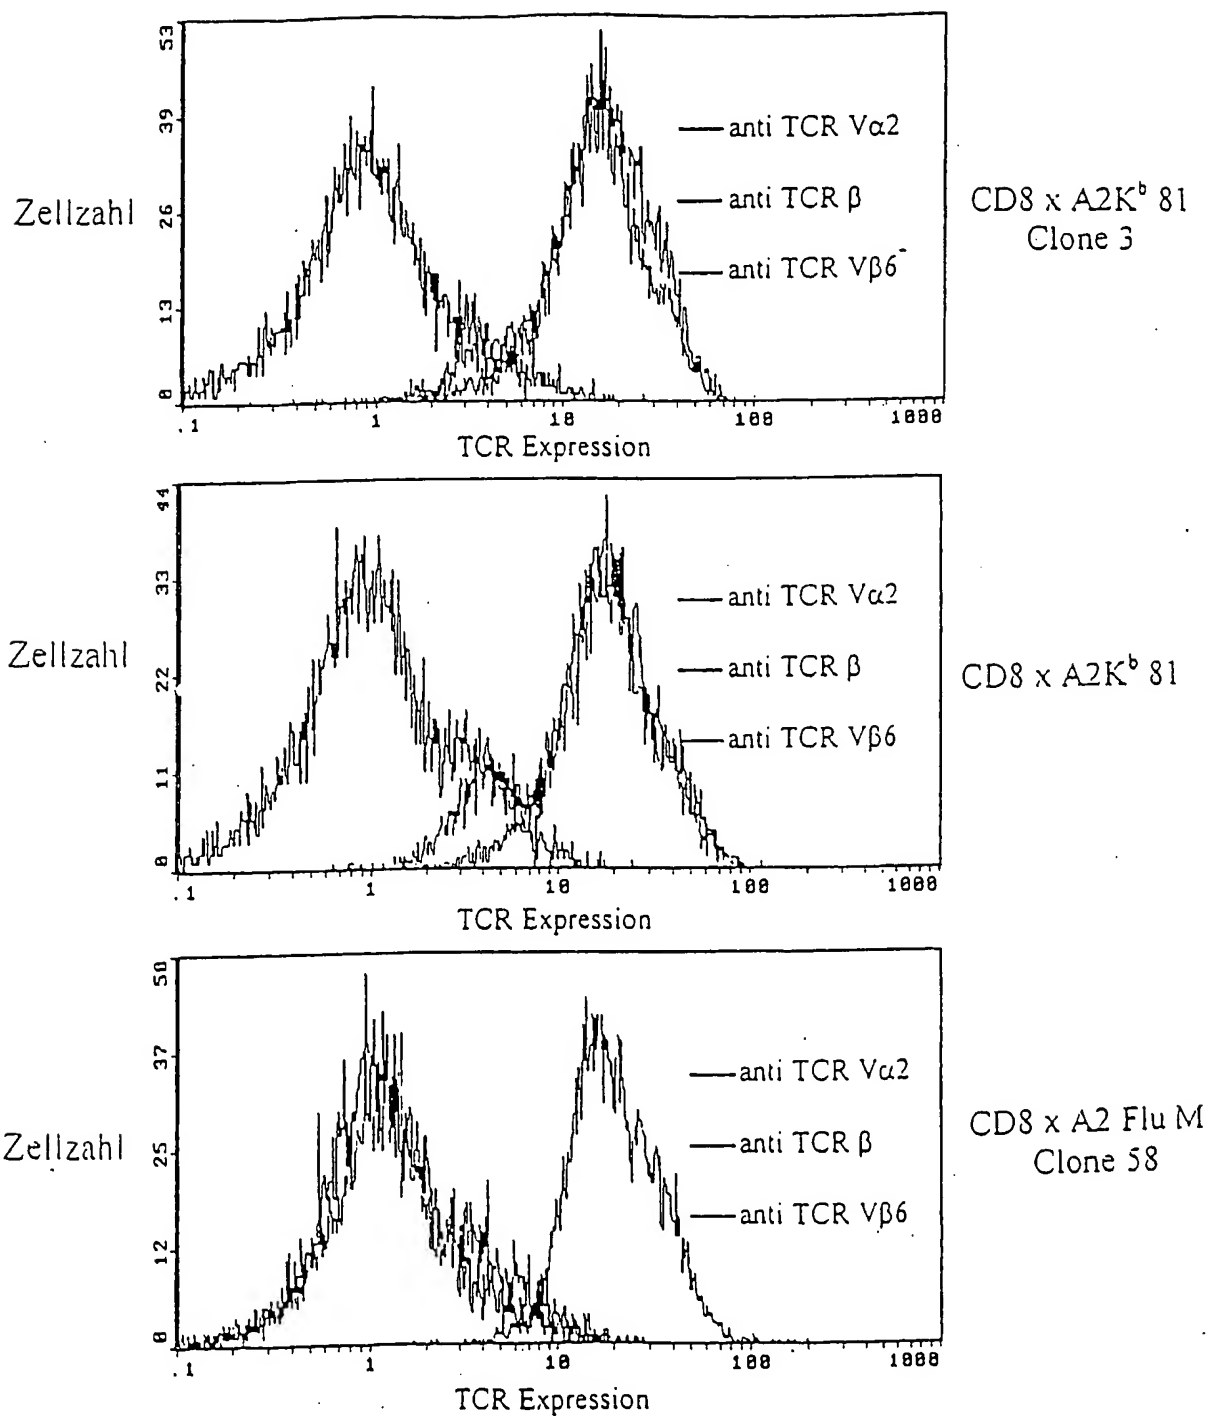 53
39
26
13
0
Zellzahl
anti TCR Vα2
anti TCR β
anti TCR Vβ6
CD8 x A2Kᵇ 81
Clone 3
.1 1 10 100 1000
TCR Expression
44
33
22
11
0
Zellzahl
anti TCR Vα2
anti TCR β
anti TCR Vβ6
CD8 x A2Kᵇ 81
.1 1 10 100 1000
TCR Expression
50
37
25
12
0
Zellzahl
anti TCR Vα2
anti TCR β
anti TCR Vβ6
CD8 x A2 Flu M
Clone 58
.1 1 10 100 1000
TCR Expression